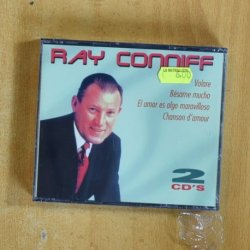 RAY CONNIFF
Volare
Bésame mucho
El amor es algo maravilloso
Chanson d'amour
2
CD'S